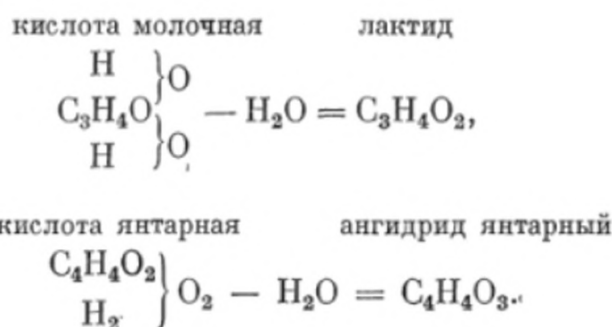 кислота молочная лактид
H }O
C₃H₄O – H₂O = C₃H₄O₂,
H }O
кислота янтарная ангидрид янтарный
C₄H₄O₂
H₂ }O₂ – H₂O = C₄H₄O₃.